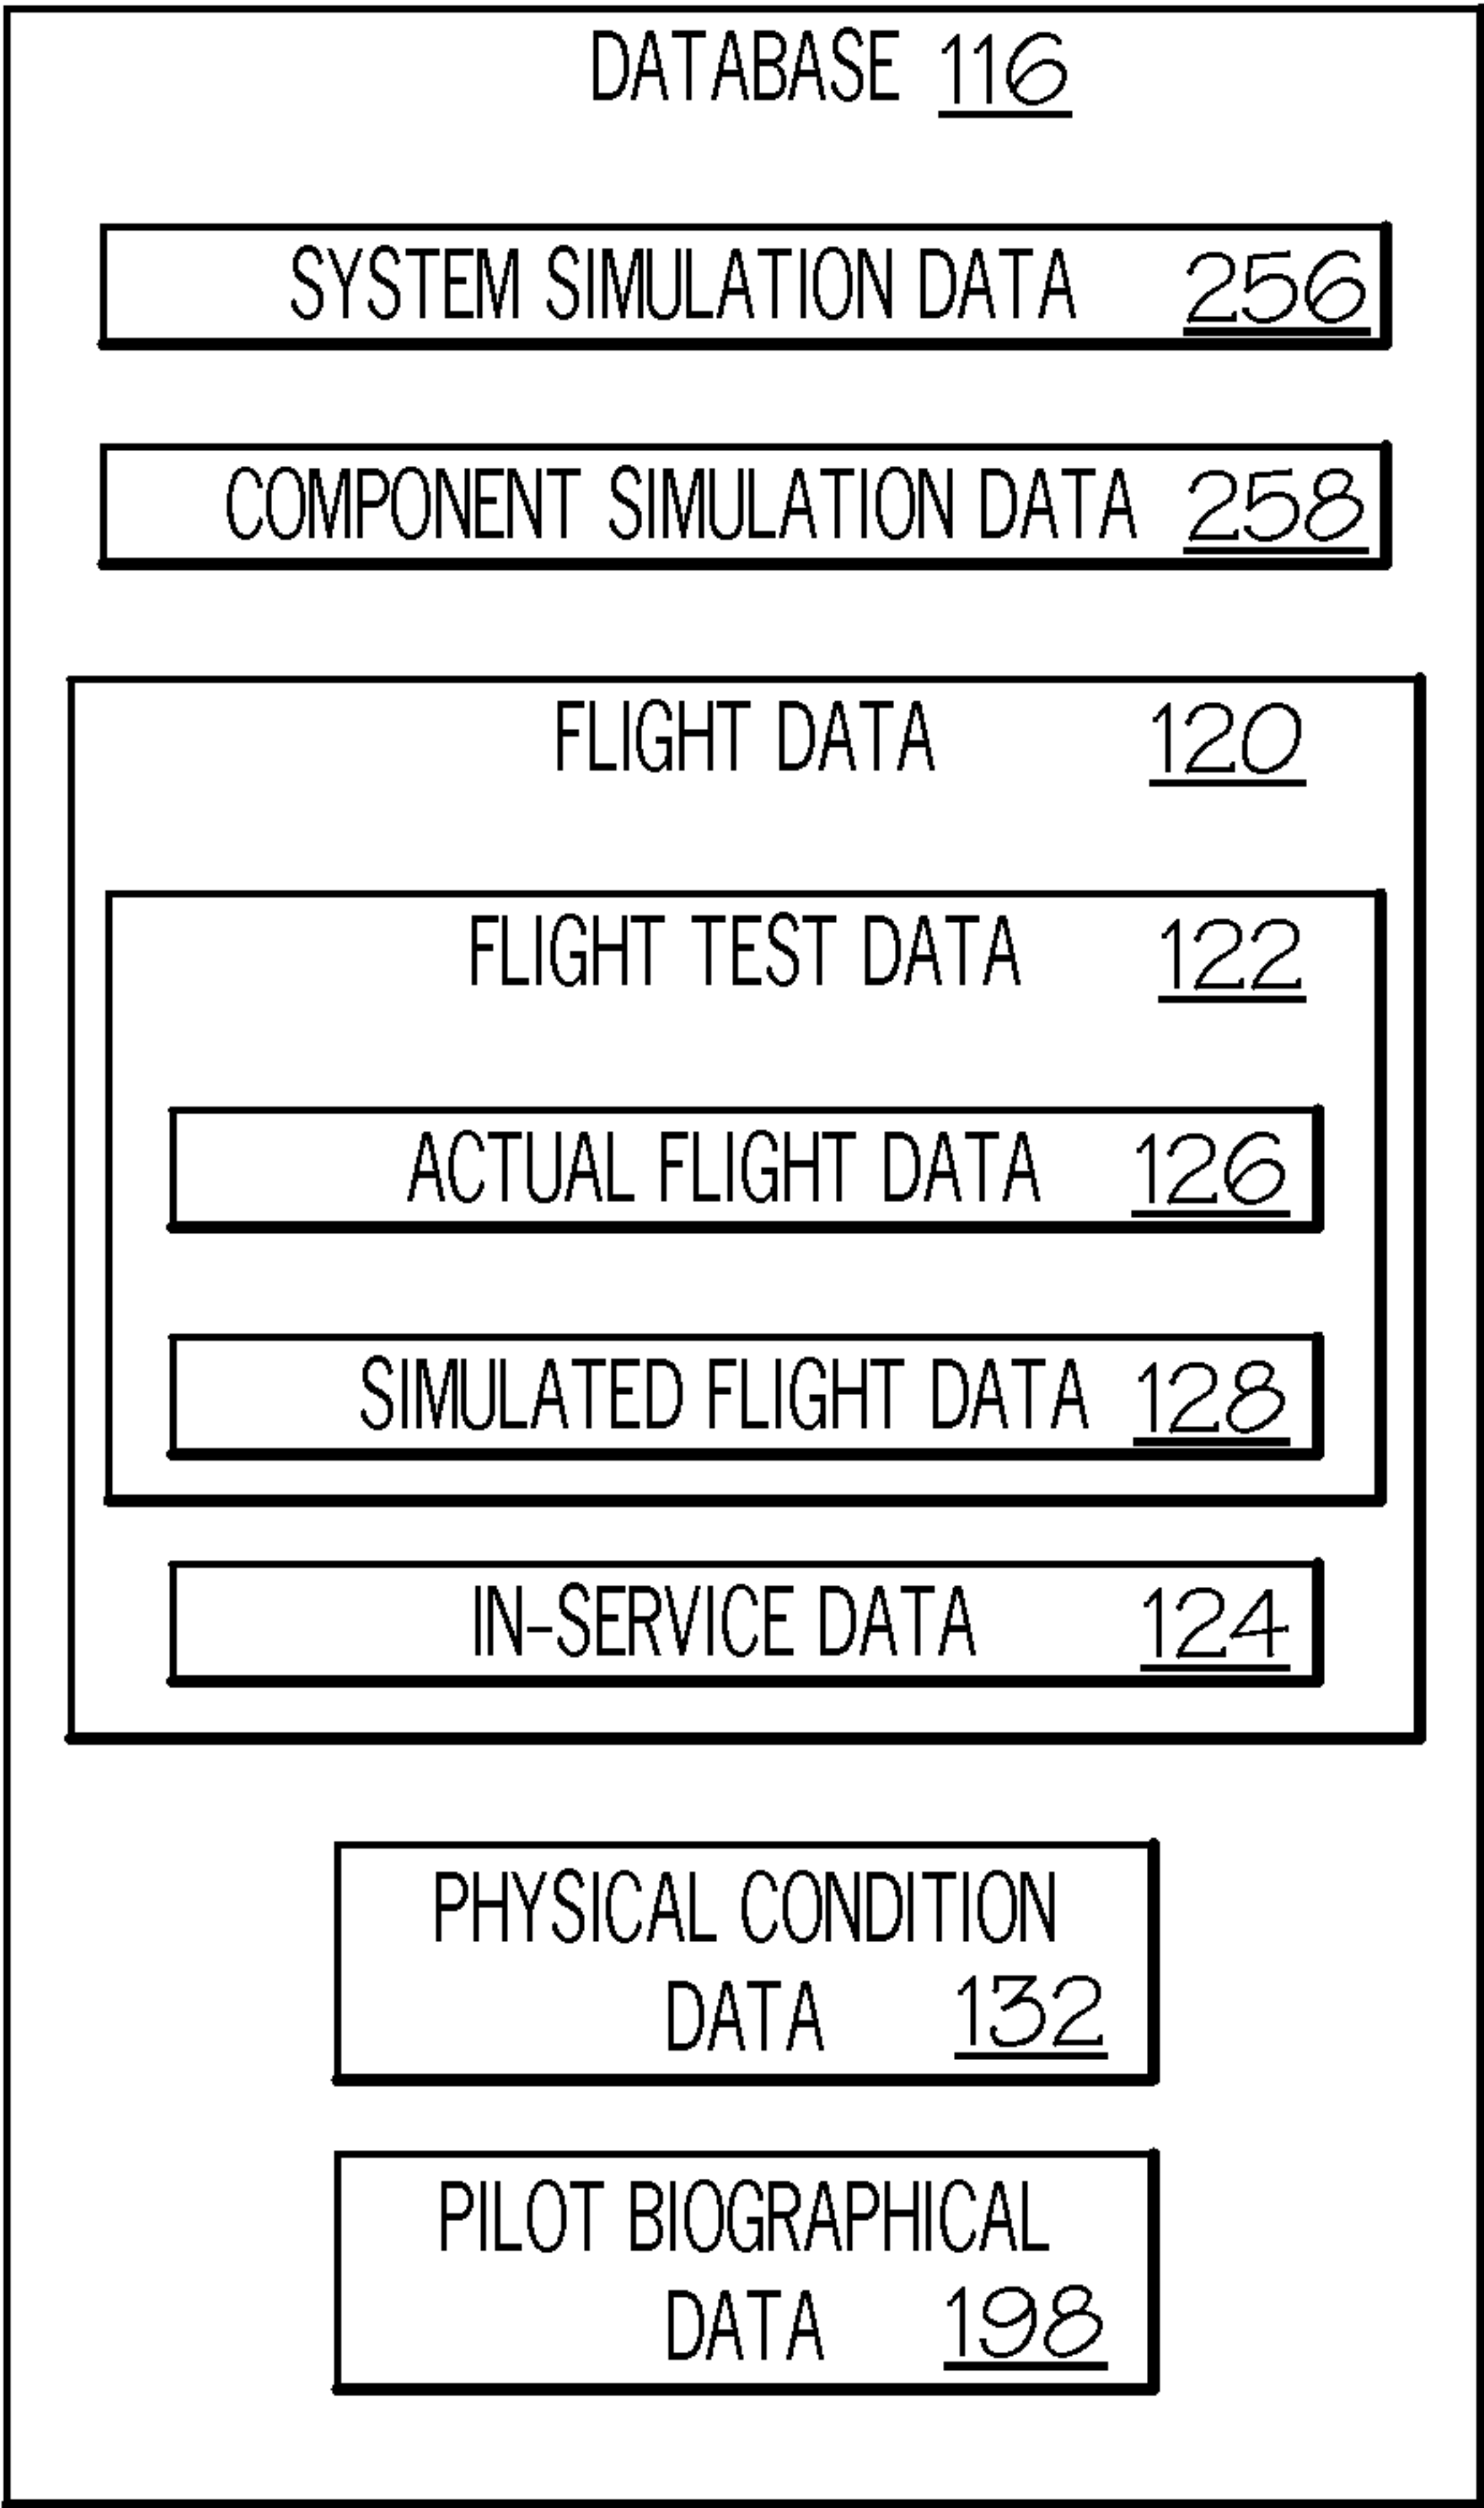 DATABASE 116
SYSTEM SIMULATION DATA 256
COMPONENT SIMULATION DATA 258
FLIGHT DATA 120
FLIGHT TEST DATA 122
ACTUAL FLIGHT DATA 126
SIMULATED FLIGHT DATA 128
IN-SERVICE DATA 124
PHYSICAL CONDITION
DATA 132
PILOT BIOGRAPHICAL
DATA 198